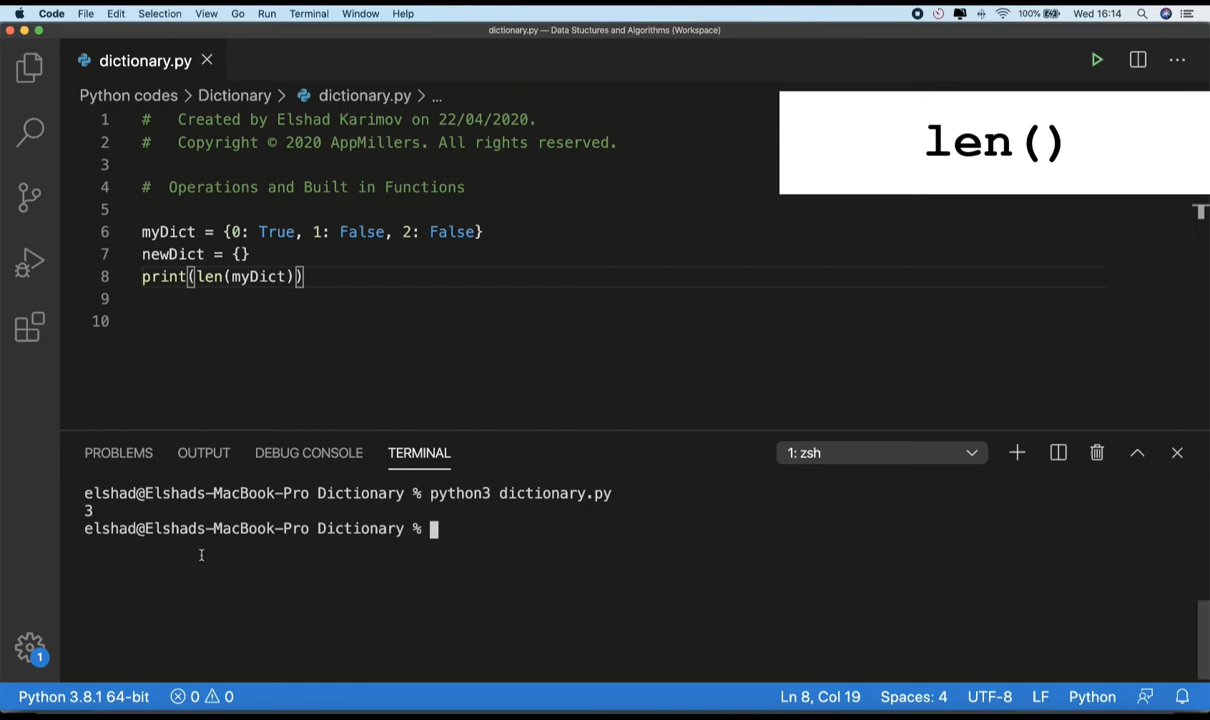 Code File Edit Selection View Go Run Terminal Window Help 100% Wed 16:14
dictionary.py — Data Stuctures and Algorithms (Workspace)
dictionary.py
Python codes > Dictionary > dictionary.py > ...
len()
1 # Created by Elshad Karimov on 22/04/2020.
2 # Copyright © 2020 AppMillers. All rights reserved.
3
4 # Operations and Built in Functions
5
6 myDict = {0: True, 1: False, 2: False}
7 newDict = {}
8 print(len(myDict))
9
10
PROBLEMS OUTPUT DEBUG CONSOLE TERMINAL 1: zsh
elshad@Elshads-MacBook-Pro Dictionary % python3 dictionary.py
3
elshad@Elshads-MacBook-Pro Dictionary %
1
Python 3.8.1 64-bit 0 0 Ln 8, Col 19 Spaces: 4 UTF-8 LF Python